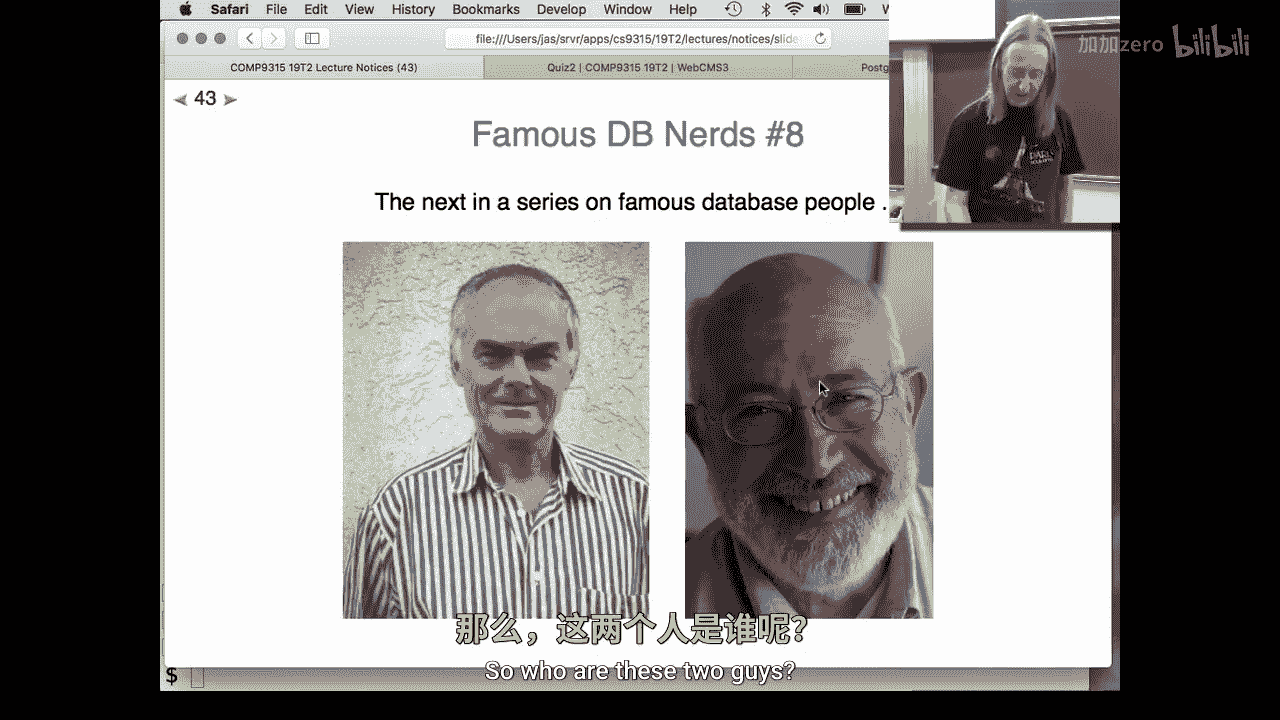 Safari File Edit View History Bookmarks Develop Window Help
file:///Users/jas/srvr/apps/cs9315/19T2/lectures/notices/slide
COMP9315 19T2 Lecture Notices (43)
Quiz2 | COMP9315 19T2 | WebCMS3
Postg
加加zero bilibili
43
Famous DB Nerds #8
The next in a series on famous database people .
DARK
那么，这两个人是谁呢？
So who are these two guys?
$